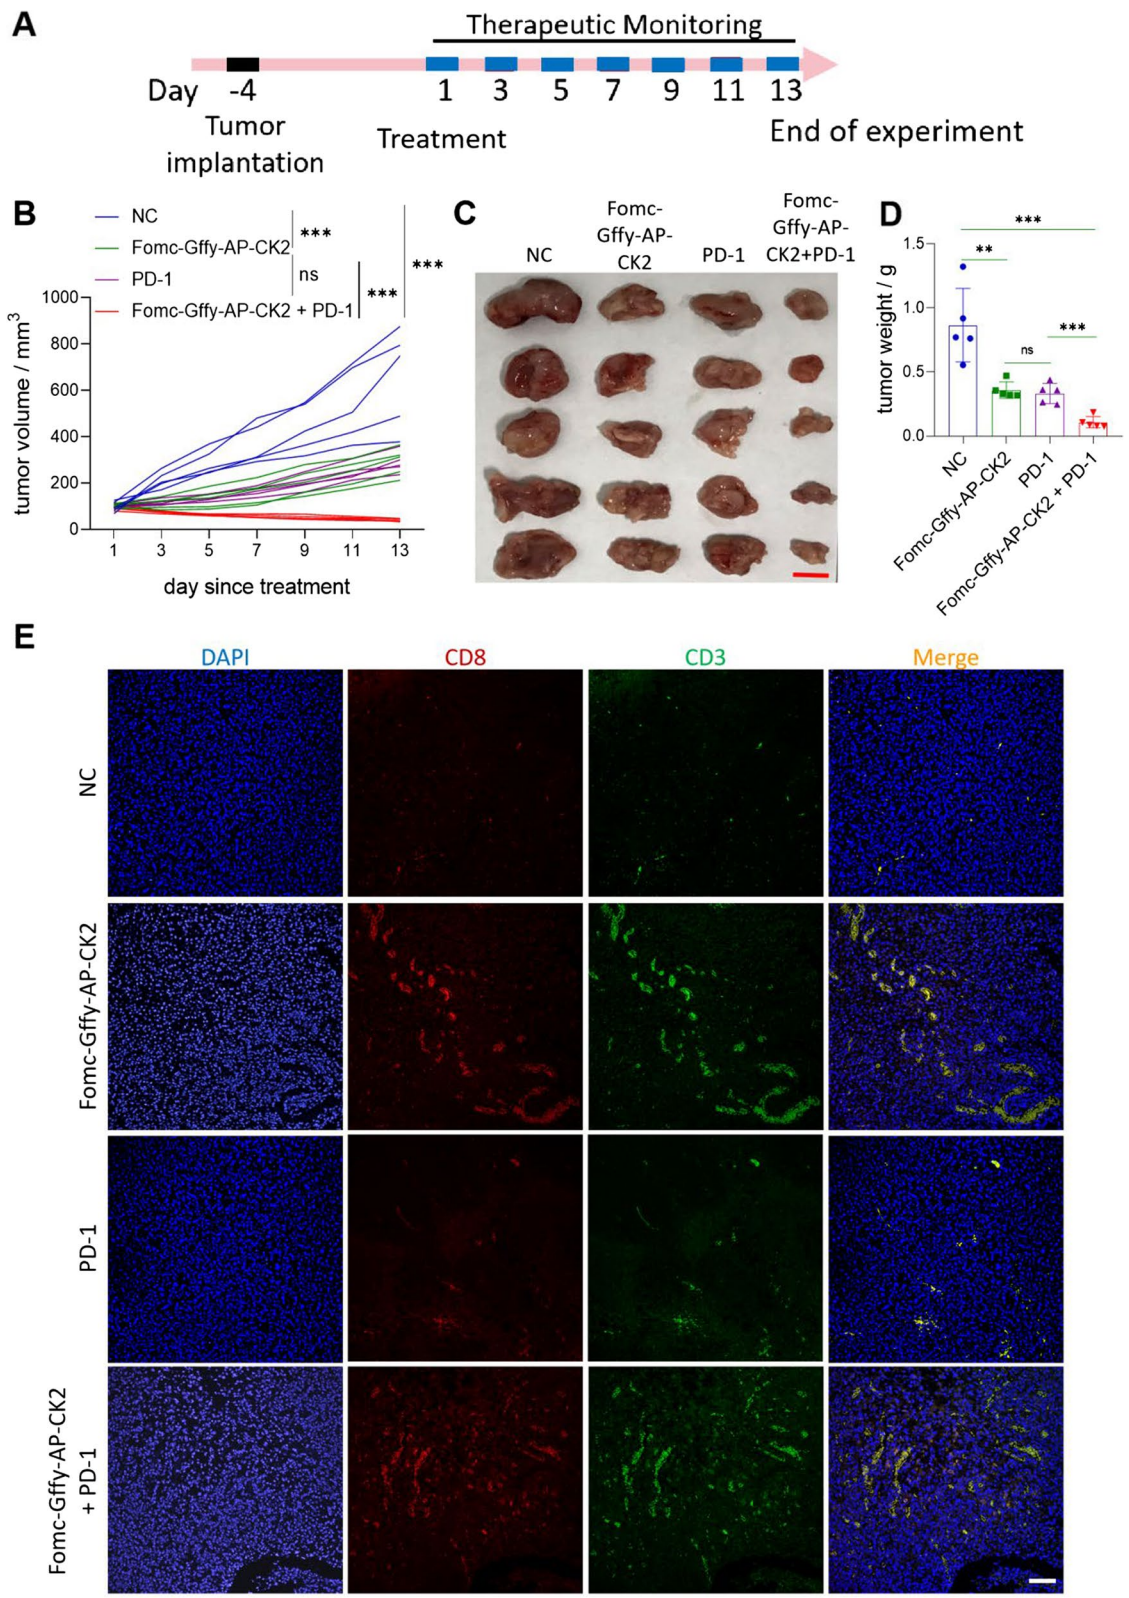 A
Therapeutic Monitoring
Day -4 1 3 5 7 9 11 13
Tumor
implantation
Treatment
End of experiment
B
NC
Fomc-Gffy-AP-CK2
PD-1
Fomc-Gffy-AP-CK2 + PD-1
***
ns
***
***
tumor volume / mm3
1000
800
600
400
200
0
1 3 5 7 9 11 13
day since treatment
C
NC
Fomc-
Gffy-AP-
CK2
PD-1
Fomc-
Gffy-AP-
CK2+PD-1
D
***
**
***
ns
tumor weight / g
1.5
1.0
0.5
0.0
NC
Fomc-Gffy-AP-CK2
PD-1
Fomc-Gffy-AP-CK2 + PD-1
E
DAPI CD8 CD3 Merge
NC
Fomc-Gffy-AP-CK2
PD-1
Fomc-Gffy-AP-CK2
+ PD-1